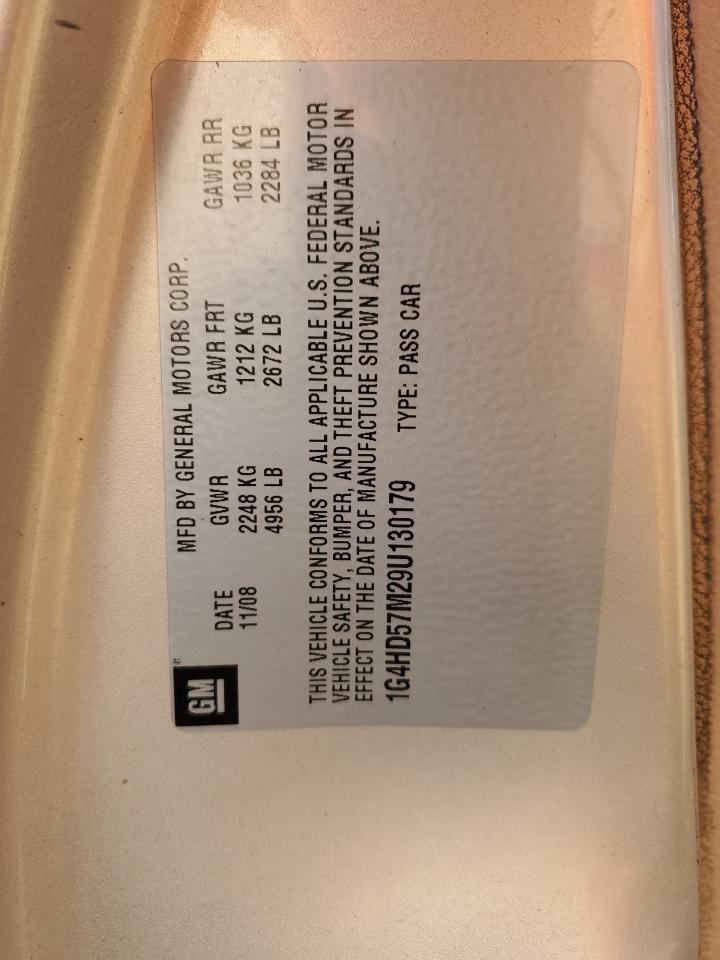 GM®
MFD BY GENERAL MOTORS CORP.
DATE GVWR GAWR FRT GAWR RR
11/08 2248 KG 1212 KG 1036 KG
4956 LB 2672 LB 2284 LB
THIS VEHICLE CONFORMS TO ALL APPLICABLE U.S. FEDERAL MOTOR
VEHICLE SAFETY, BUMPER, AND THEFT PREVENTION STANDARDS IN
EFFECT ON THE DATE OF MANUFACTURE SHOWN ABOVE.
1G4HD57M29U130179 TYPE: PASS CAR